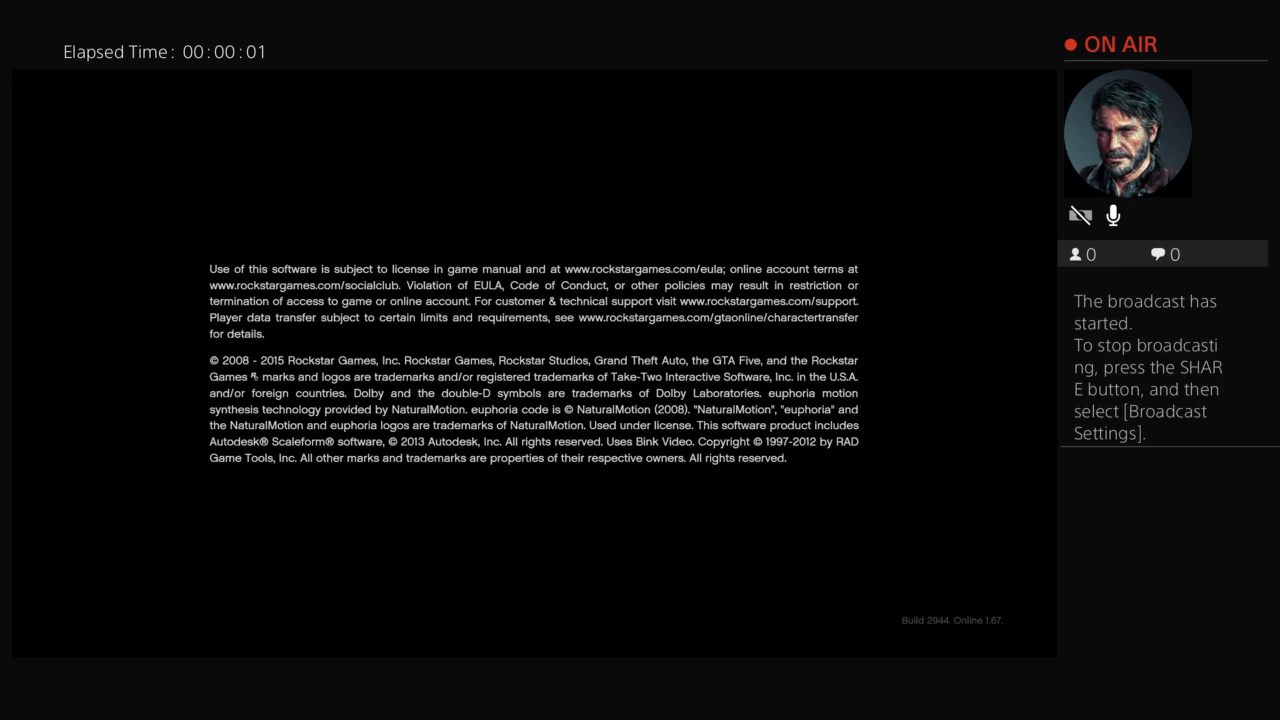 Elapsed Time: 00:00:01
ON AIR
0 0
Use of this software is subject to license in game manual and at www.rockstargames.com/eula; online account terms at
www.rockstargames.com/socialclub. Violation of EULA, Code of Conduct, or other policies may result in restriction or
termination of access to game or online account. For customer & technical support visit www.rockstargames.com/support.
Player data transfer subject to certain limits and requirements, see www.rockstargames.com/gtaonline/charactertransfer
for details.
© 2008 - 2015 Rockstar Games, Inc. Rockstar Games, Rockstar Studios, Grand Theft Auto, the GTA Five, and the Rockstar
Games R* marks and logos are trademarks and/or registered trademarks of Take-Two Interactive Software, Inc. in the U.S.A.
and/or foreign countries. Dolby and the double-D symbols are trademarks of Dolby Laboratories. euphoria motion
synthesis technology provided by NaturalMotion. euphoria code is © NaturalMotion (2008). "NaturalMotion", "euphoria" and
the NaturalMotion and euphoria logos are trademarks of NaturalMotion. Used under license. This software product includes
Autodesk® Scaleform® software, © 2013 Autodesk, Inc. All rights reserved. Uses Bink Video. Copyright © 1997-2012 by RAD
Game Tools, Inc. All other marks and trademarks are properties of their respective owners. All rights reserved.
Build 2944. Online 1.67.
The broadcast has
started.
To stop broadcasti
ng, press the SHAR
E button, and then
select [Broadcast
Settings].